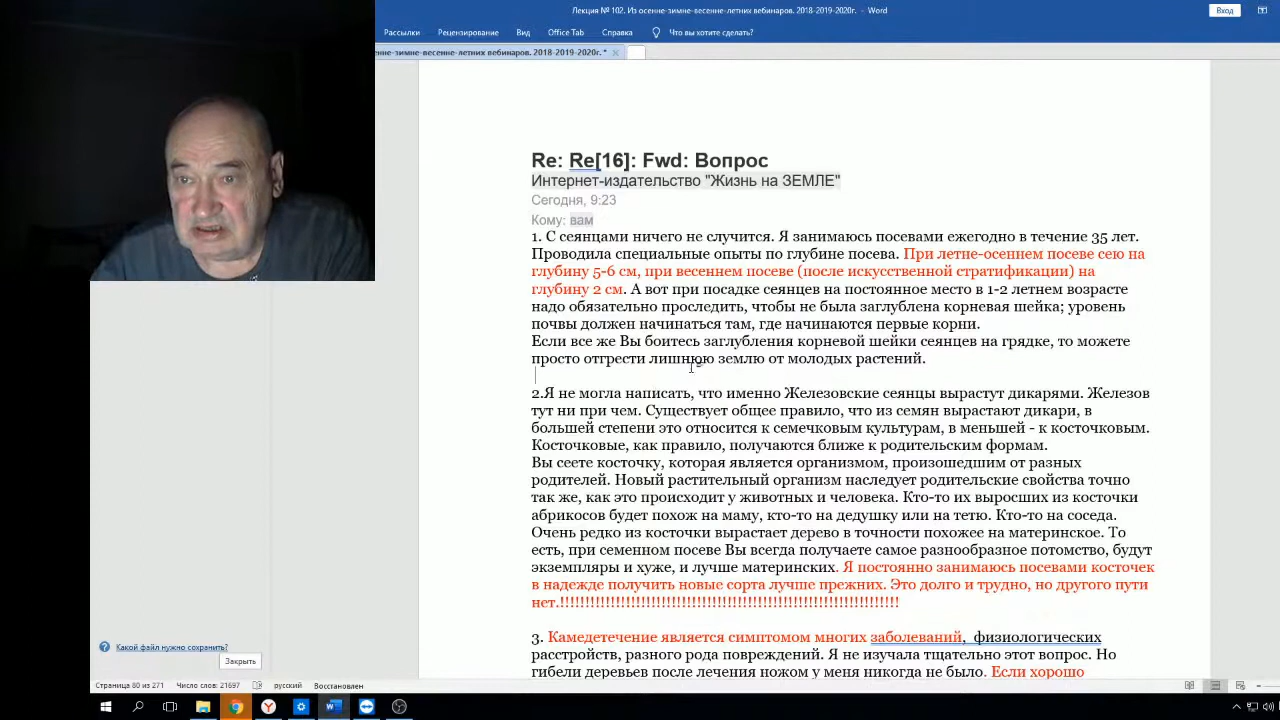 Лекция № 102. Из осенне-зимне-весенне-летних вебинаров. 2018-2019-2020г. - Word
Вход
Рассылки Рецензирование Вид Office Tab Справка Что вы хотите сделать?
нне-зимне-весенне-летних вебинаров. 2018-2019-2020г. *
Re: Re[16]: Fwd: Вопрос
Интернет-издательство "Жизнь на ЗЕМЛЕ"
Сегодня, 9:23
Кому: вам
1. С сеянцами ничего не случится. Я занимаюсь посевами ежегодно в течение 35 лет.
Проводила специальные опыты по глубине посева. При летне-осеннем посеве сею на
глубину 5-6 см, при весеннем посеве (после искусственной стратификации) на
глубину 2 см. А вот при посадке сеянцев на постоянное место в 1-2 летнем возрасте
надо обязательно проследить, чтобы не была заглублена корневая шейка; уровень
почвы должен начинаться там, где начинаются первые корни.
Если все же Вы боитесь заглубления корневой шейки сеянцев на грядке, то можете
просто отгрести лишнюю землю от молодых растений.
2.Я не могла написать, что именно Железовские сеянцы вырастут дикарями. Железов
тут ни при чем. Существует общее правило, что из семян вырастают дикари, в
большей степени это относится к семечковым культурам, в меньшей - к косточковым.
Косточковые, как правило, получаются ближе к родительским формам.
Вы сеете косточку, которая является организмом, произошедшим от разных
родителей. Новый растительный организм наследует родительские свойства точно
так же, как это происходит у животных и человека. Кто-то их выросших из косточки
абрикосов будет похож на маму, кто-то на дедушку или на тетю. Кто-то на соседа.
Очень редко из косточки вырастает дерево в точности похожее на материнское. То
есть, при семенном посеве Вы всегда получаете самое разнообразное потомство, будут
экземпляры и хуже, и лучше материнских. Я постоянно занимаюсь посевами косточек
в надежде получить новые сорта лучше прежних. Это долго и трудно, но другого пути
нет.!!!!!!!!!!!!!!!!!!!!!!!!!!!!!!!!!!!!!!!!!!!!!!!!!!!!!!!!!!!!!!!!!!
3. Камедетечение является симптомом многих заболеваний, физиологических
расстройств, разного рода повреждений. Я не изучала тщательно этот вопрос. Но
гибели деревьев после лечения ножом у меня никогда не было. Если хорошо
Какой файл нужно сохранить?
Закрыть
Страница 80 из 271 Число слов: 21697 русский Восстановлен